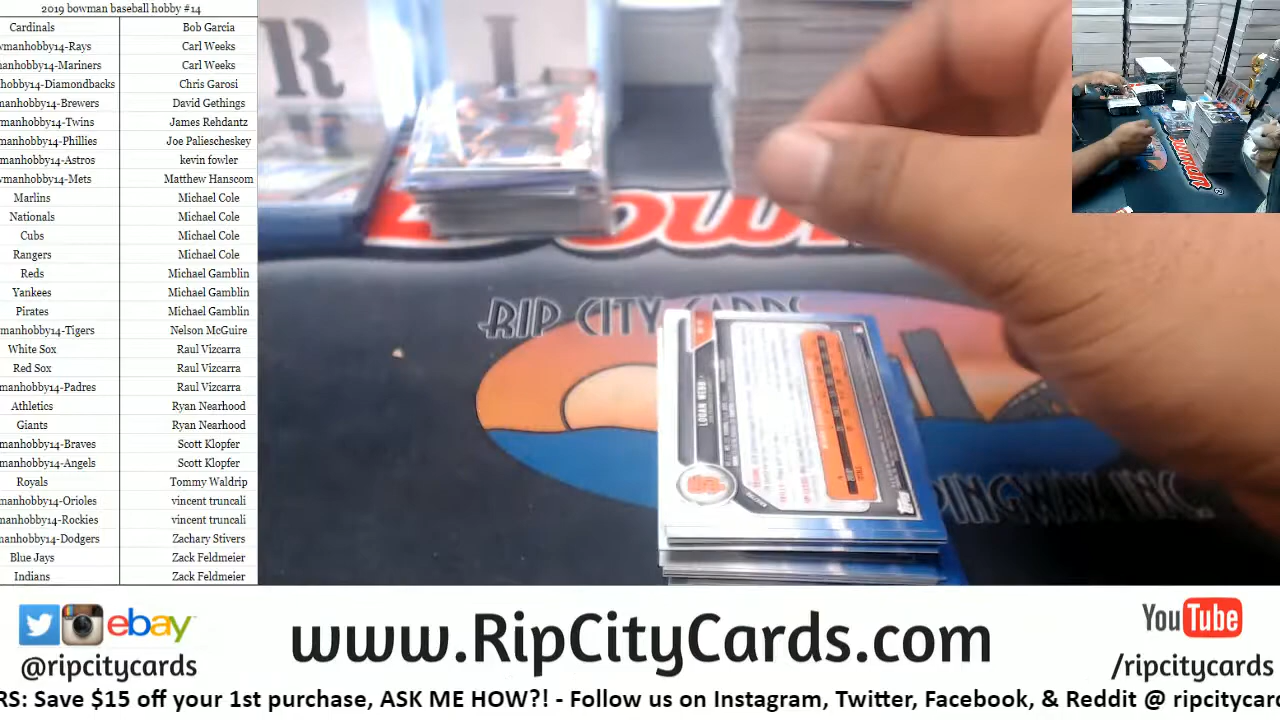 2019 bowman baseball hobby #14
Cardinals Bob Garcia
wmanhobby14-Rays Carl Weeks
manhobby14-Mariners Carl Weeks
hobby14-Diamondbacks Chris Garosi
manhobby14-Brewers David Gethings
manhobby14-Twins James Rehdantz
manhobby14-Phillies Joe Paliescheskey
manhobby14-Astros kevin fowler
wmanhobby14-Mets Matthew Hanscom
Marlins Michael Cole
Nationals Michael Cole
Cubs Michael Cole
Rangers Michael Cole
Reds Michael Gamblin
Yankees Michael Gamblin
Pirates Michael Gamblin
manhobby14-Tigers Nelson McGuire
White Sox Raul Vizcarra
Red Sox Raul Vizcarra
manhobby14-Padres Raul Vizcarra
Athletics Ryan Nearhood
Giants Ryan Nearhood
manhobby14-Braves Scott Klopfer
manhobby14-Angels Scott Klopfer
Royals Tommy Waldrip
manhobby14-Orioles vincent truncali
manhobby14-Rockies vincent truncali
manhobby14-Dodgers Zachary Stivers
Blue Jays Zack Feldmeier
Indians Zack Feldmeier
R
RIP CITY CARDS
LOGAN WEBB
Topps
ebay
@ripcitycards
www.RipCityCards.com
YouTube
/ripcitycards
RS: Save $15 off your 1st purchase, ASK ME HOW?! - Follow us on Instagram, Twitter, Facebook, & Reddit @ ripcitycard